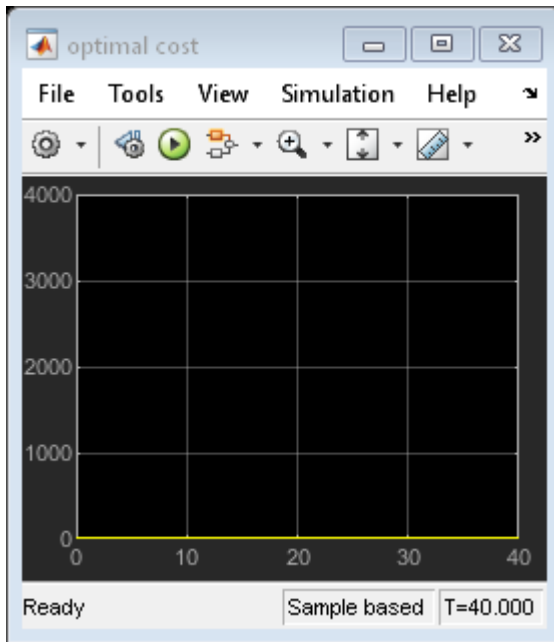 optimal cost
File Tools View Simulation Help
4000
3000
2000
1000
0
0 10 20 30 40
Ready Sample based T=40.000